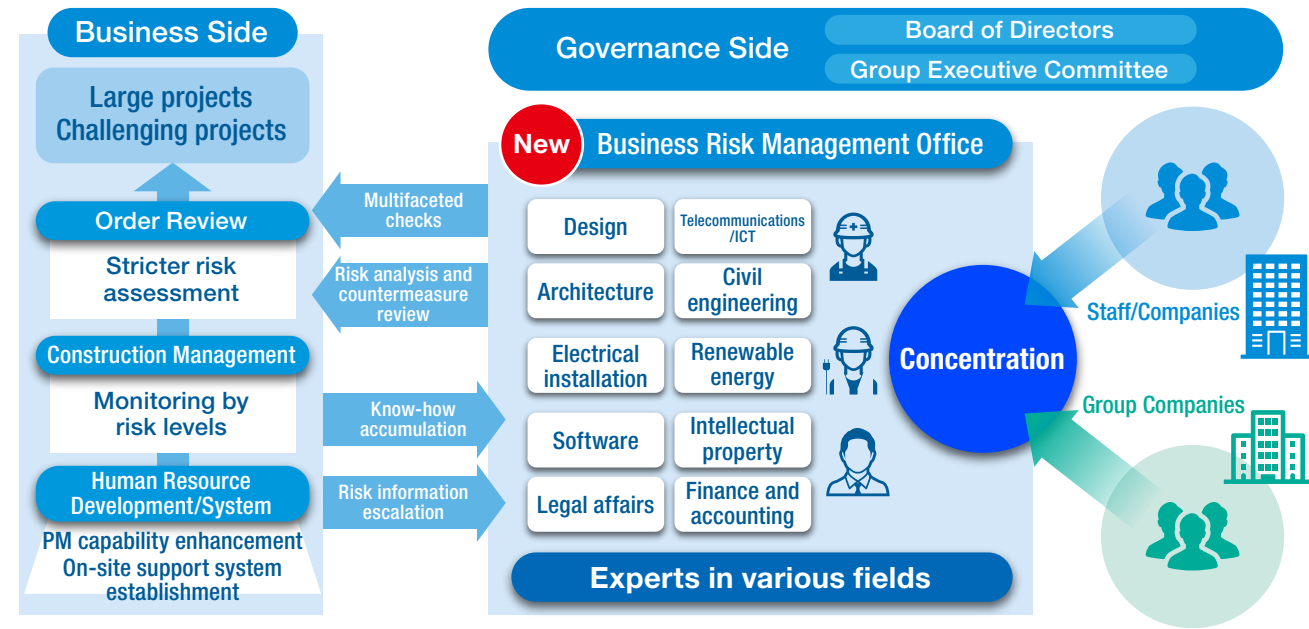 Business Side
Large projects
Challenging projects
Order Review
Stricter risk
assessment
Construction Management
Monitoring by
risk levels
Human Resource
Development/System
PM capability enhancement
On-site support system
establishment
Multifaceted
checks
Risk analysis and
countermeasure
review
Know-how
accumulation
Risk information
escalation
Governance Side
Board of Directors
Group Executive Committee
New
Business Risk Management Office
Design
Telecommunications
/ICT
Architecture
Civil
engineering
Electrical
installation
Renewable
energy
Software
Intellectual
property
Legal affairs
Finance and
accounting
Experts in various fields
Concentration
Staff/Companies
Group Companies